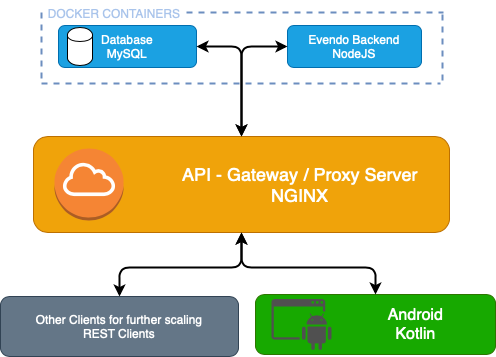 DOCKER CONTAINERS
Database
MySQL
Evendo Backend
NodeJS
API - Gateway / Proxy Server
NGINX
Other Clients for further scaling
REST Clients
Android
Kotlin